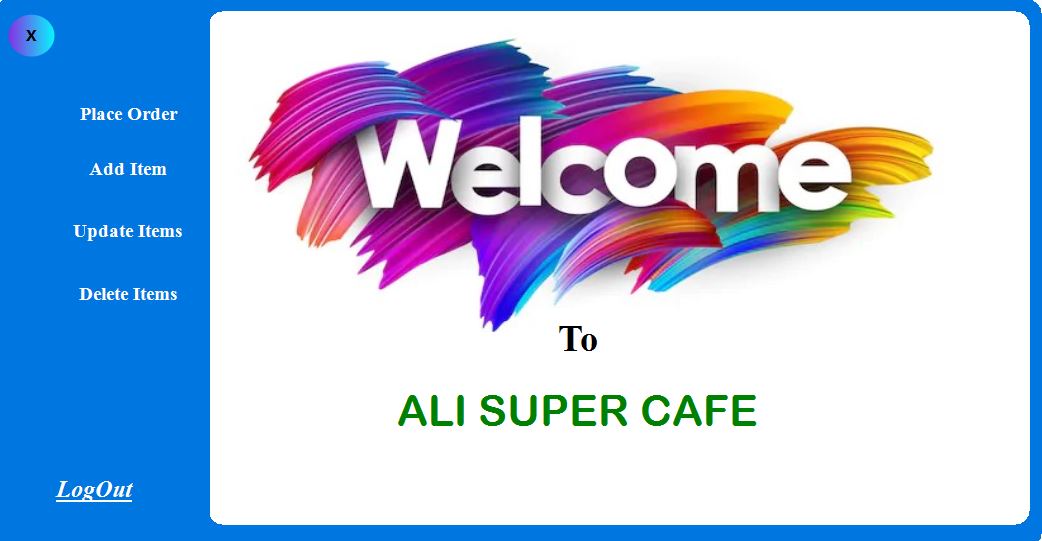 X
Place Order
Add Item
Update Items
Delete Items
LogOut
Welcome
To
ALI SUPER CAFE